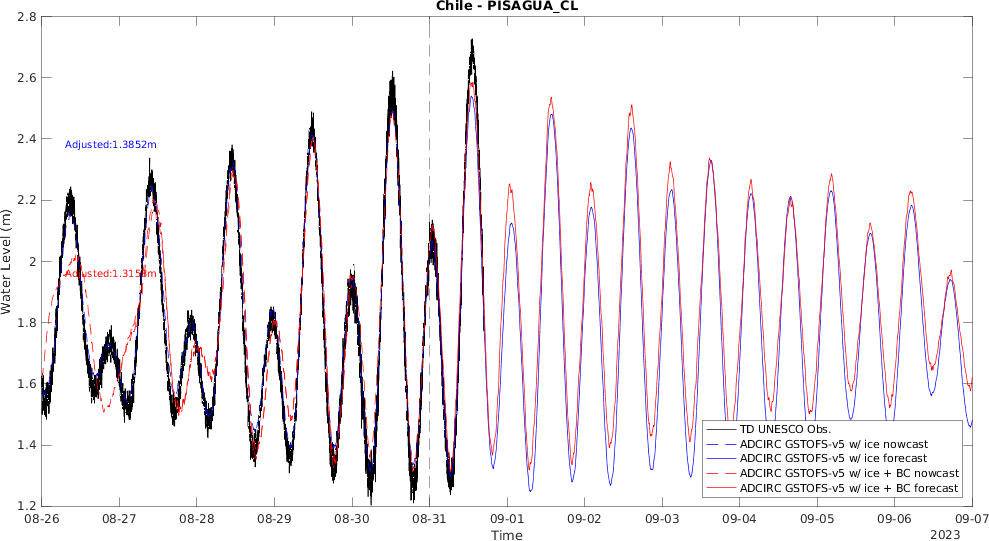 Chile - PISAGUA_CL
2.8
2.6
2.4
2.2
2
1.8
1.6
1.4
1.2
Water Level (m)
Adjusted:1.3852m
Adjusted:1.3153m
TD UNESCO Obs.
ADCIRC GSTOFS-v5 w/ ice nowcast
ADCIRC GSTOFS-v5 w/ ice forecast
ADCIRC GSTOFS-v5 w/ ice + BC nowcast
ADCIRC GSTOFS-v5 w/ ice + BC forecast
08-26 08-27 08-28 08-29 08-30 08-31 09-01 09-02 09-03 09-04 09-05 09-06 09-07
Time
2023